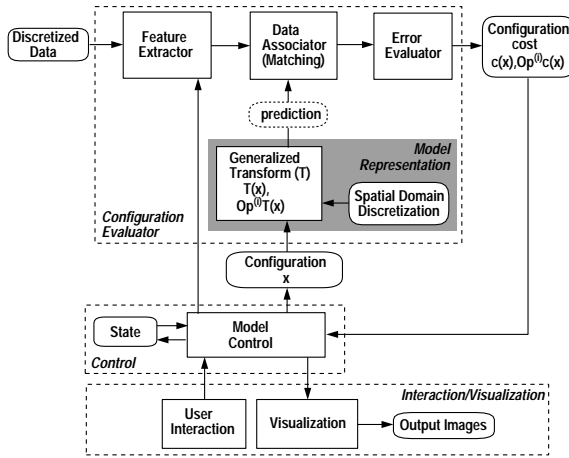 Discretized
Data
Feature
Extractor
Data
Associator
(Matching)
Error
Evaluator
Configuration
cost
c(x),Op⁽ⁱ⁾c(x)
prediction
Model
Representation
Generalized
Transform (T)
T(x),
Op⁽ⁱ⁾T(x)
Spatial Domain
Discretization
Configuration
Evaluator
Configuration
x
State
Model
Control
Control
Interaction/Visualization
User
Interaction
Visualization
Output Images